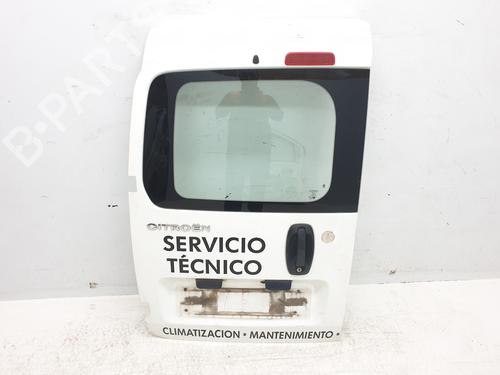 B-PARTS
CITROËN
SERVICIO
TÉCNICO
CLIMATIZACION • MANTENIMIENTO •